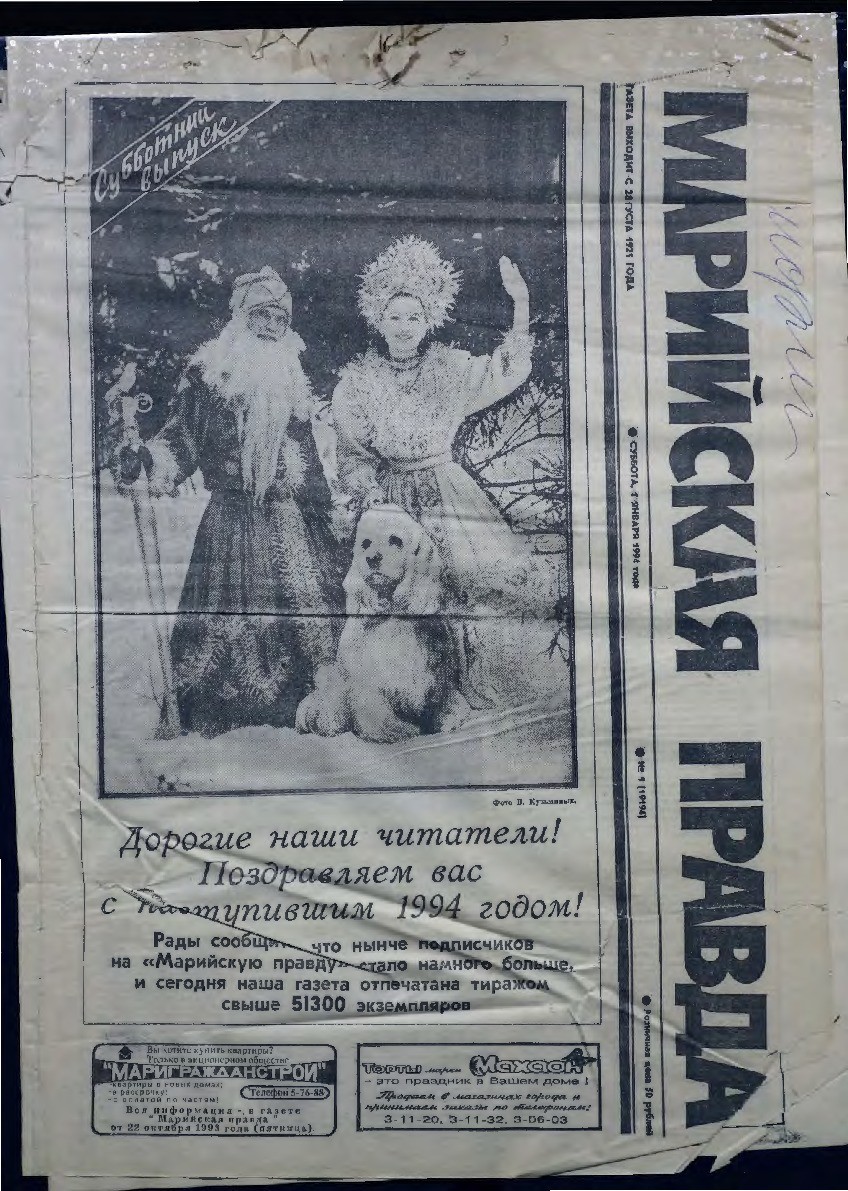 МАРИЙСКАЯ ПРАВДА
ГАЗЕТА ВЫХОДИТ С 28 ГУСТА 1921 ГОДА
● СУББОТА, 1 ЯНВАРЯ 1994 года
● № 1 (19194)
● Розничная цена 50 рублей
Субботний
выпуск
Фото В. Кузьминых.
Дорогие наши читатели!
Поздравляем вас
с наступившим 1994 годом!
Рады сообщить что нынче подписчиков
на «Марийскую правду» стало намного больше,
и сегодня наша газета отпечатана тиражом
свыше 51300 экземпляров
Вы хотите купить квартиры?
Только в акционерном обществе
"МАРИГРАЖДАНСТРОЙ"
-квартиры в новых домах;
-в рассрочку;
-с оплатой по частям!
Телефон 5-76-88
Вся информация - в газете
"Марийская правда"
от 22 октября 1993 года (пятница)
Торты марки Махаон
- это праздник в Вашем доме!
Продаем в магазинах города и
принимаем заказы по телефонам:
3-11-20, 3-11-32, 3-06-03